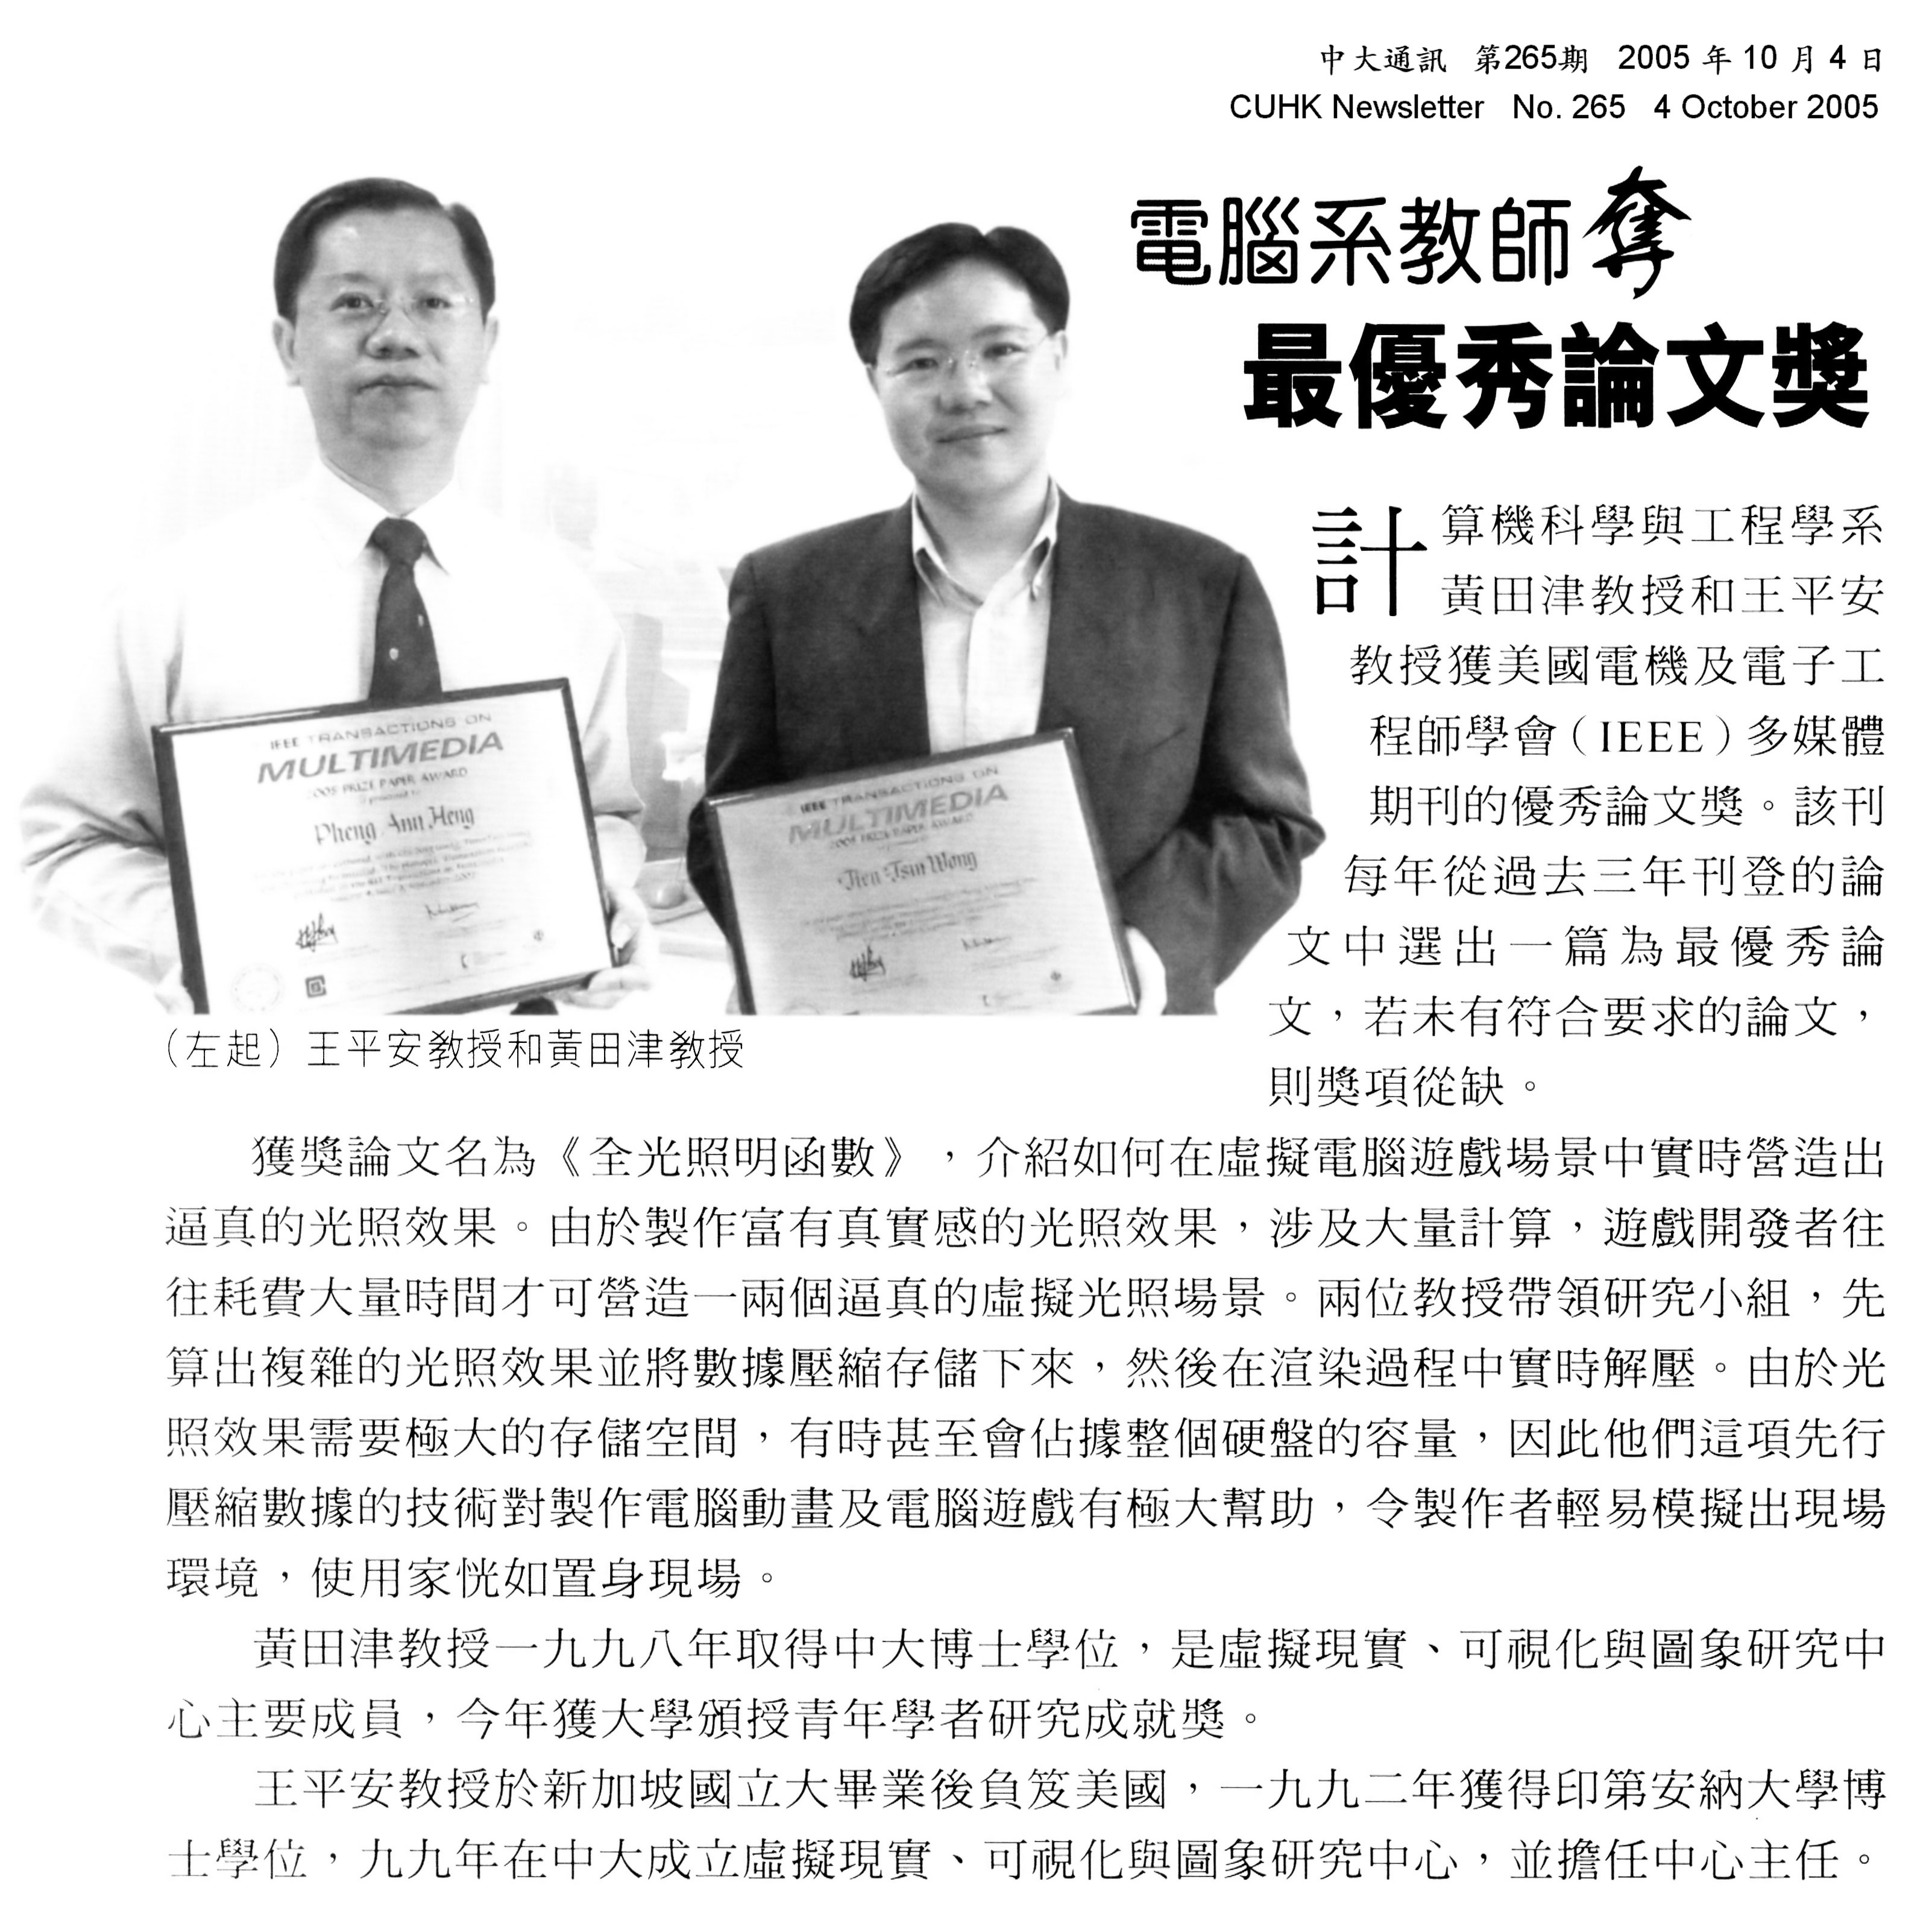 中大通訊 第265期 2005 年 10 月 4 日
CUHK Newsletter No. 265 4 October 2005
電腦系教師奪
最優秀論文獎
IEEE TRANSACTIONS ON
MULTIMEDIA
2005 PRIZE PAPER AWARD
Pheng Ann Heng
IEEE TRANSACTIONS ON
MULTIMEDIA
2005 PRIZE PAPER AWARD
Tien-Tsin Wong
(左起) 王平安教授和黃田津教授
計算機科學與工程學系
黃田津教授和王平安
教授獲美國電機及電子工
程師學會(IEEE)多媒體
期刊的優秀論文獎。該刊
每年從過去三年刊登的論
文中選出一篇為最優秀論
文，若未有符合要求的論文，
則獎項從缺。
獲獎論文名為《全光照明函數》，介紹如何在虛擬電腦遊戲場景中實時營造出
逼真的光照效果。由於製作富有真實感的光照效果，涉及大量計算，遊戲開發者往
往耗費大量時間才可營造一兩個逼真的虛擬光照場景。兩位教授帶領研究小組，先
算出複雜的光照效果並將數據壓縮存儲下來，然後在渲染過程中實時解壓。由於光
照效果需要極大的存儲空間，有時甚至會佔據整個硬盤的容量，因此他們這項先行
壓縮數據的技術對製作電腦動畫及電腦遊戲有極大幫助，令製作者輕易模擬出現場
環境，使用家恍如置身現場。
黃田津教授一九九八年取得中大博士學位，是虛擬現實、可視化與圖象研究中
心主要成員，今年獲大學頒授青年學者研究成就獎。
王平安教授於新加坡國立大畢業後負笈美國，一九九二年獲得印第安納大學博
士學位，九九年在中大成立虛擬現實、可視化與圖象研究中心，並擔任中心主任。